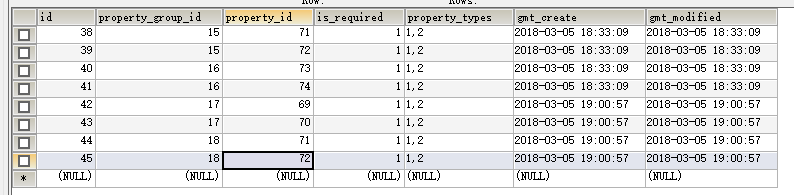 id property_group_id property_id is_required property_types gmt_create gmt_modified
38 15 71 1 1,2 2018-03-05 18:33:09 2018-03-05 18:33:09
39 15 72 1 1,2 2018-03-05 18:33:09 2018-03-05 18:33:09
40 16 73 1 1,2 2018-03-05 18:33:09 2018-03-05 18:33:09
41 16 74 1 1,2 2018-03-05 18:33:09 2018-03-05 18:33:09
42 17 69 1 1,2 2018-03-05 19:00:57 2018-03-05 19:00:57
43 17 70 1 1,2 2018-03-05 19:00:57 2018-03-05 19:00:57
44 18 71 1 1,2 2018-03-05 19:00:57 2018-03-05 19:00:57
45 18 72 1 1,2 2018-03-05 19:00:57 2018-03-05 19:00:57
* (NULL) (NULL) (NULL) (NULL) (NULL) (NULL) (NULL)